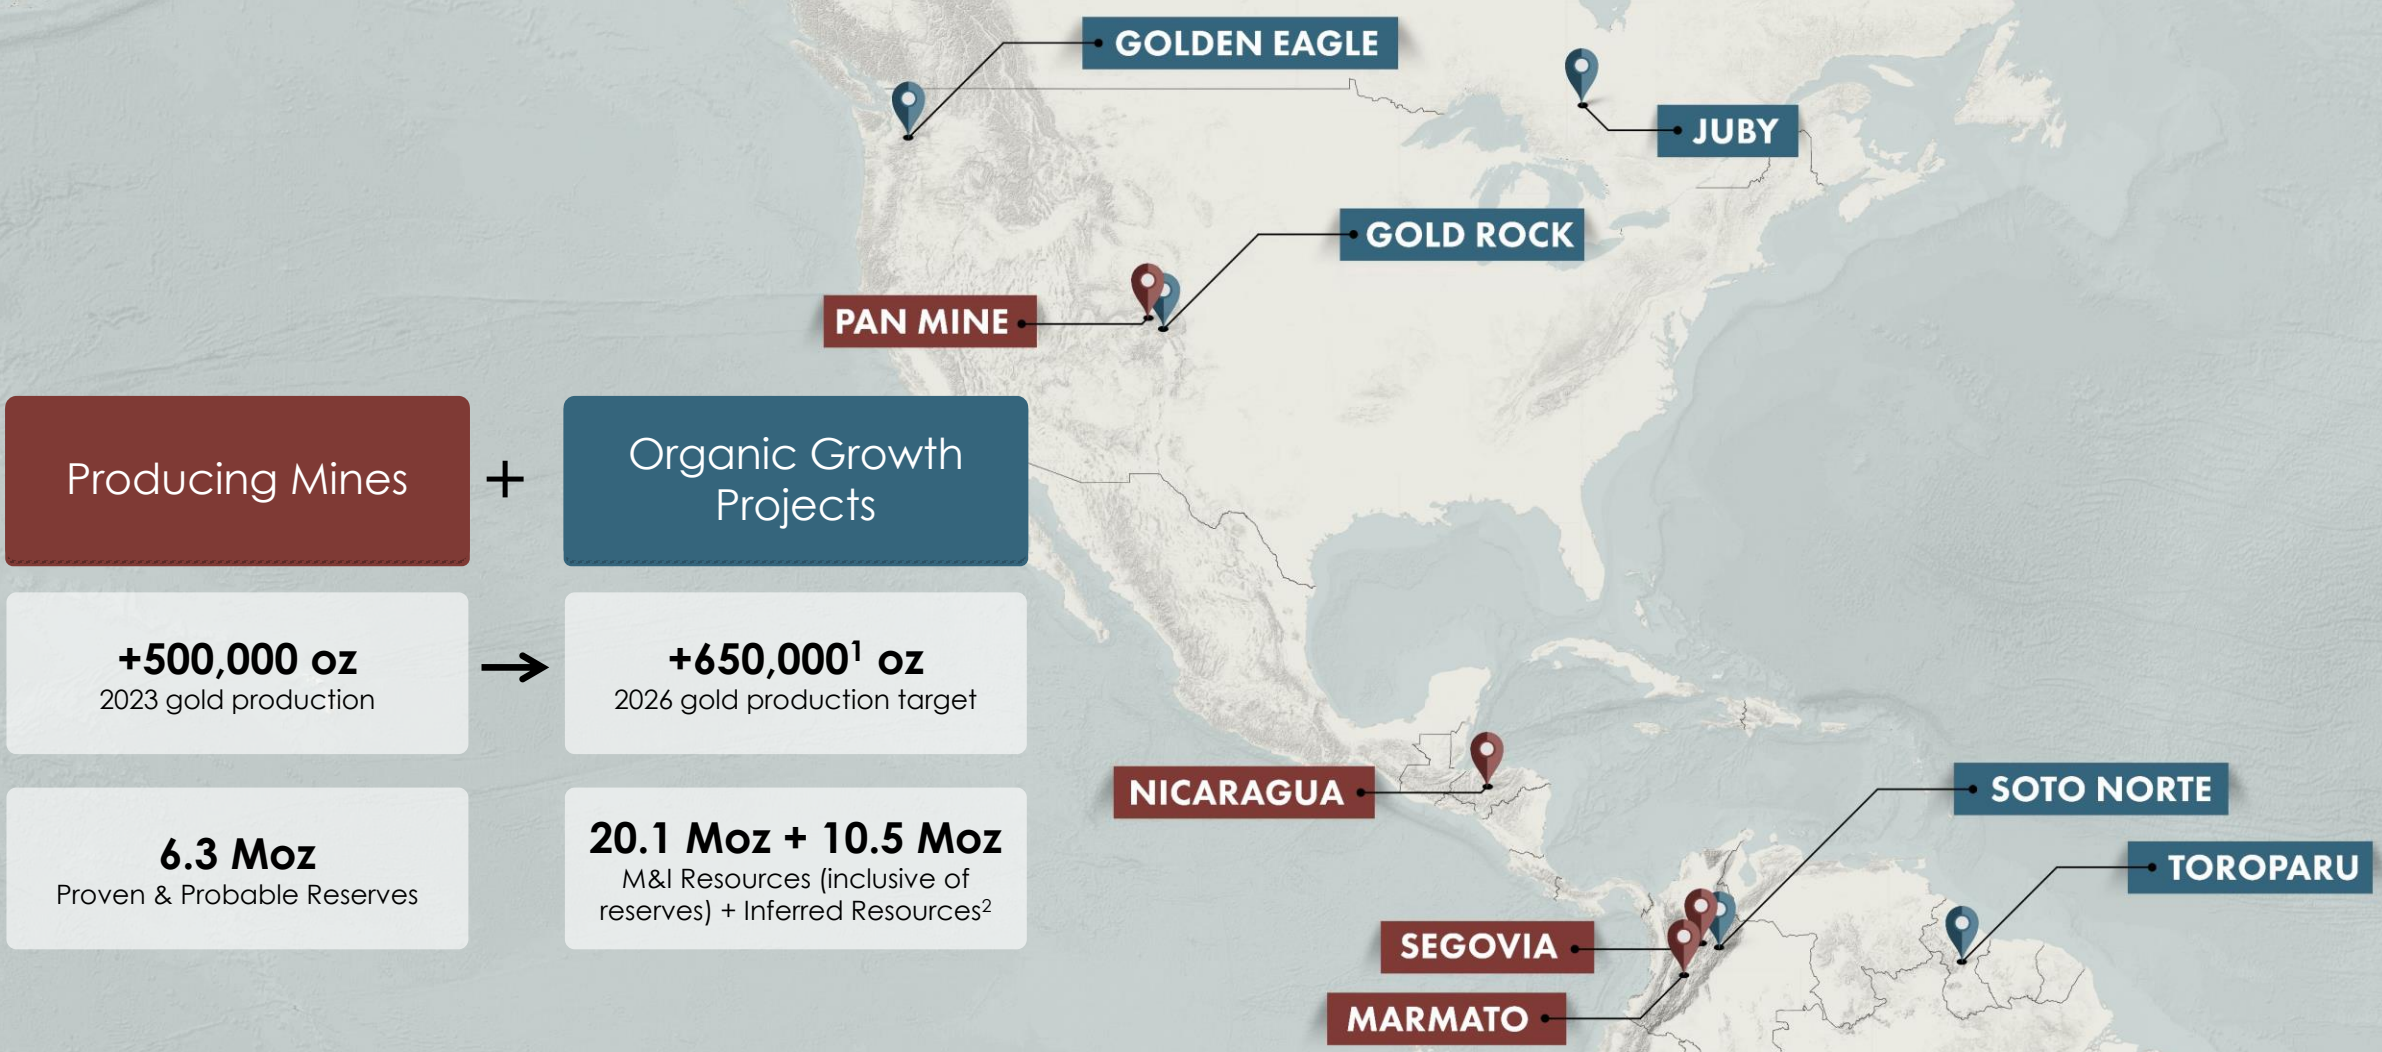 GOLDEN EAGLE
JUBY
GOLD ROCK
PAN MINE
Producing Mines
+
Organic Growth
Projects
+500,000 oz
2023 gold production
+650,000¹ oz
2026 gold production target
6.3 Moz
Proven & Probable Reserves
20.1 Moz + 10.5 Moz
M&I Resources (inclusive of
reserves) + Inferred Resources²
NICARAGUA
SOTO NORTE
TOROPARU
SEGOVIA
MARMATO